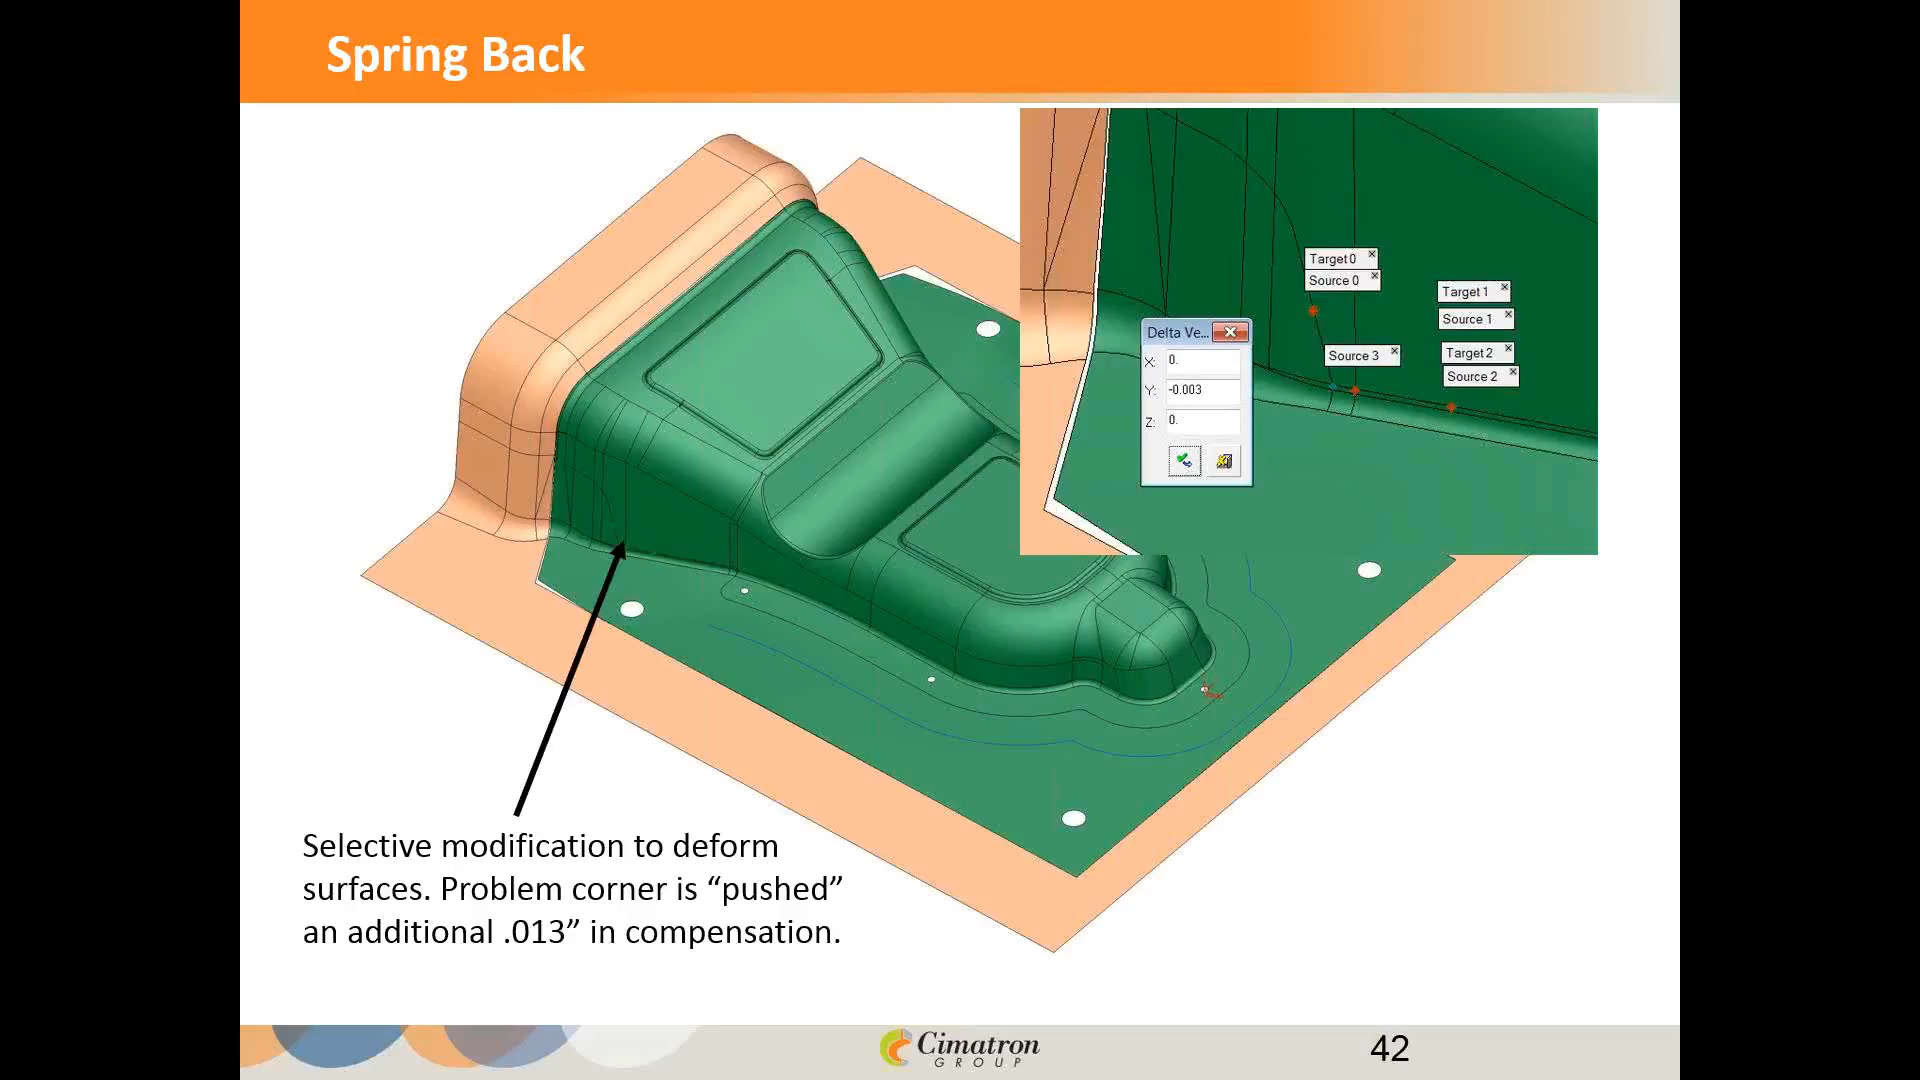 Spring Back
Target 0
Source 0
Target 1
Source 1
Delta Ve...
Source 3
Target 2
X: 0.
Source 2
Y: -0.003
Z: 0.
Selective modification to deform
surfaces. Problem corner is “pushed”
an additional .013” in compensation.
Cimatron
GROUP
42